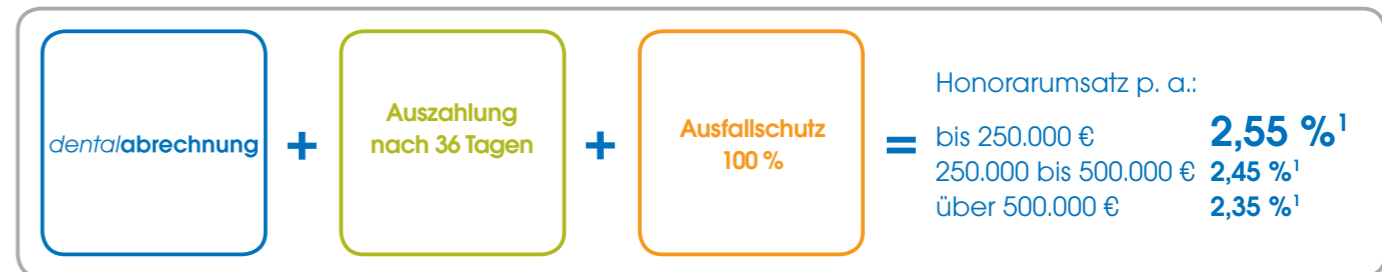 dentalabrechnung
+
Auszahlung
nach 36 Tagen
+
Ausfallschutz
100 %
=
Honorarumsatz p. a.:
bis 250.000 € 2,55 %¹
250.000 bis 500.000 € 2,45 %¹
über 500.000 € 2,35 %¹